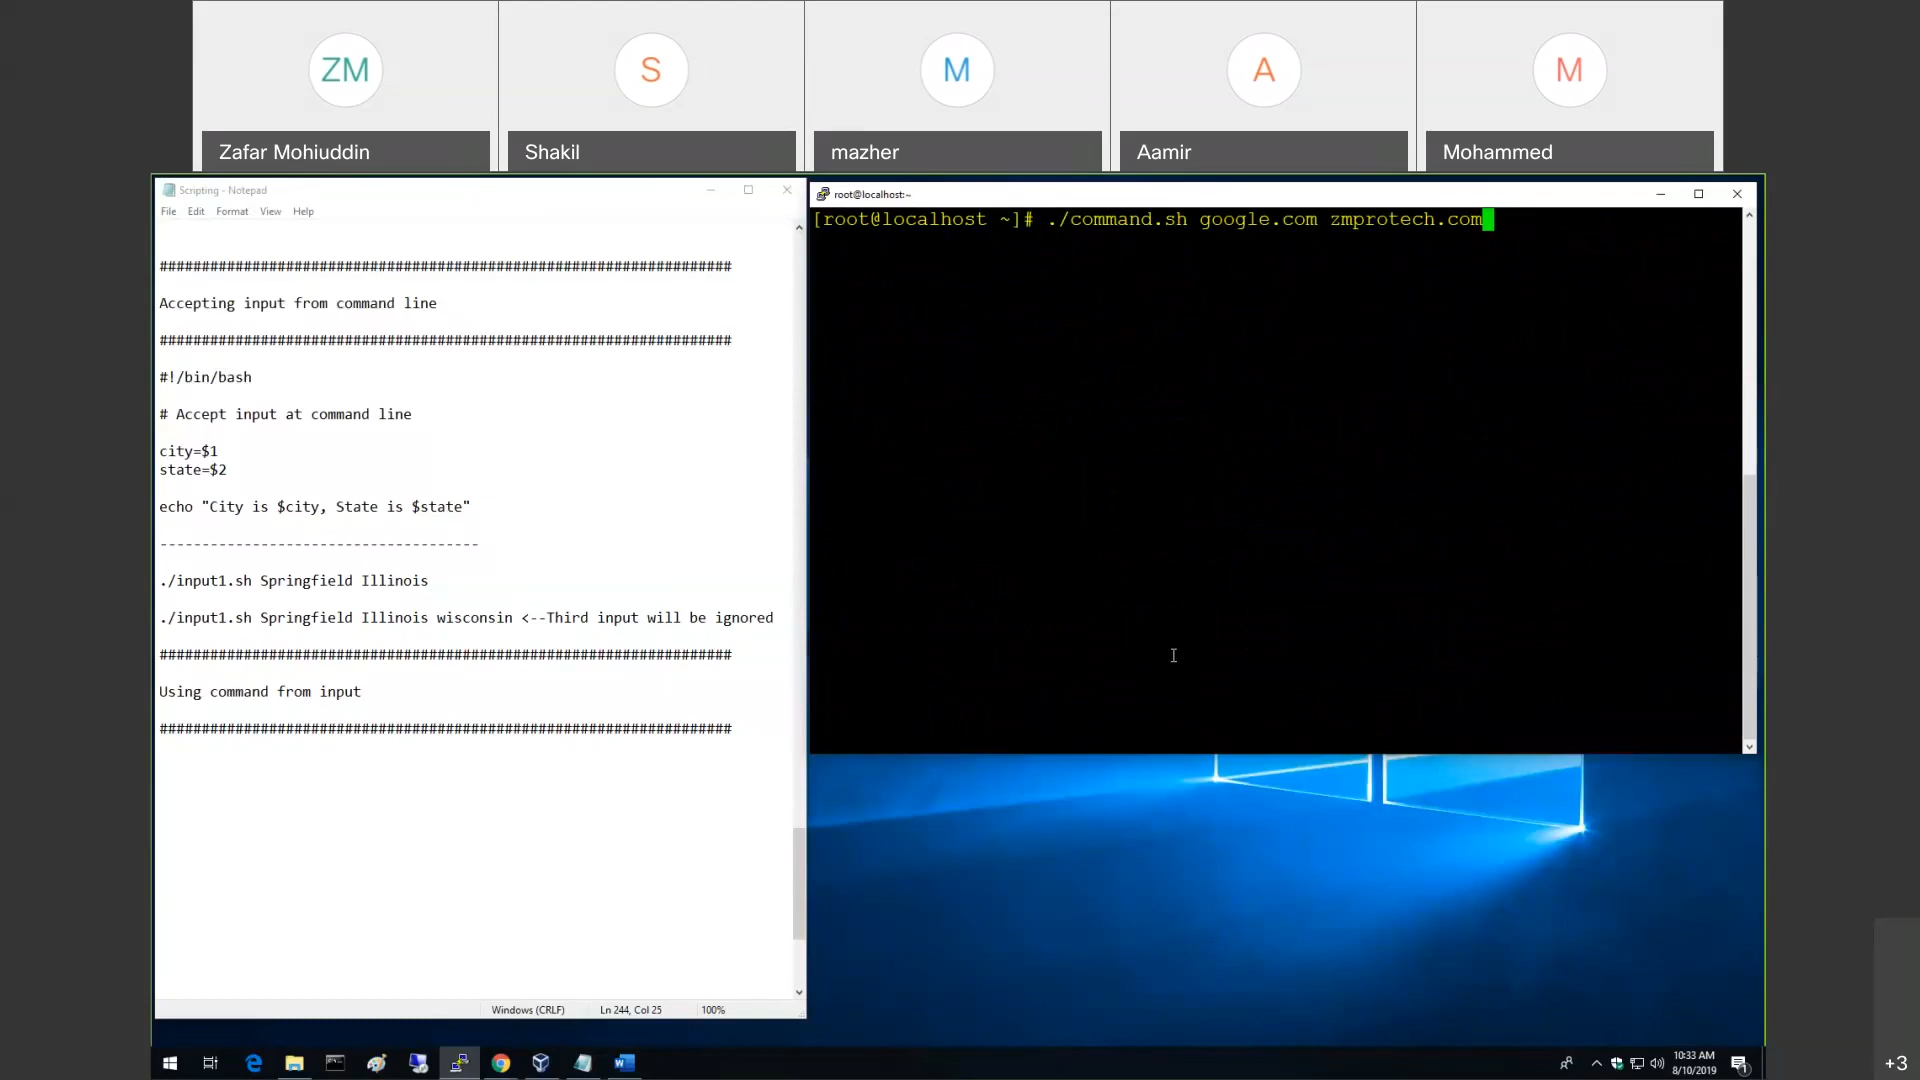 ZM
S
M
A
M
Zafar Mohiuddin
Shakil
mazher
Aamir
Mohammed
Scripting - Notepad
File Edit Format View Help
####################################################################
Accepting input from command line
####################################################################
#!/bin/bash
# Accept input at command line
city=$1
state=$2
echo "City is $city, State is $state"
--------------------------------------
./input1.sh Springfield Illinois
./input1.sh Springfield Illinois wisconsin <--Third input will be ignored
####################################################################
Using command from input
####################################################################
Windows (CRLF) Ln 244, Col 25 100%
root@localhost:~
[root@localhost ~]# ./command.sh google.com zmprotech.com
10:33 AM
8/10/2019
1
+3